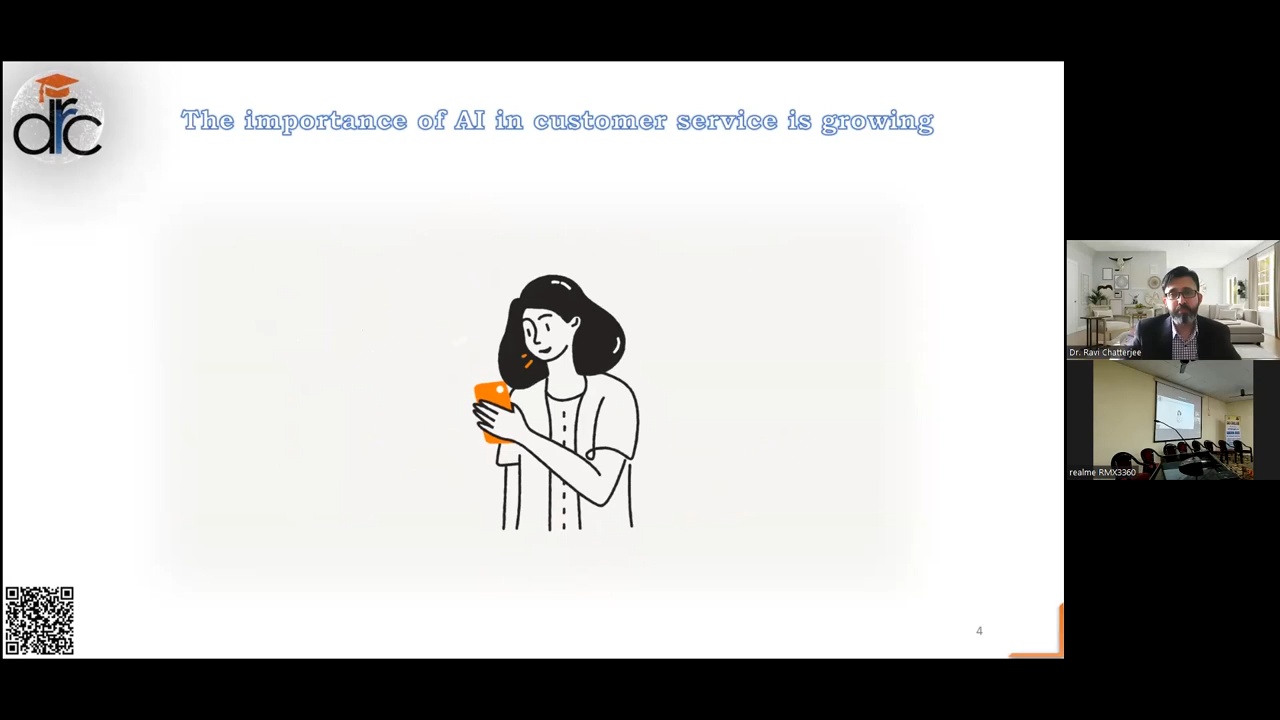 drc
The importance of AI in customer service is growing
4
Dr. Ravi Chatterjee
realme RMX3360